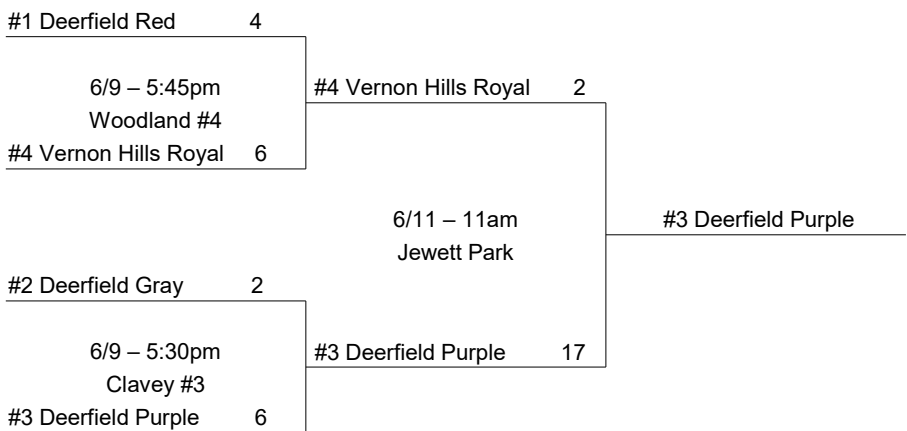 #1 Deerfield Red 4
6/9 – 5:45pm
#4 Vernon Hills Royal 2
Woodland #4
#4 Vernon Hills Royal 6
6/11 – 11am
#3 Deerfield Purple
Jewett Park
#2 Deerfield Gray 2
6/9 – 5:30pm
#3 Deerfield Purple 17
Clavey #3
#3 Deerfield Purple 6